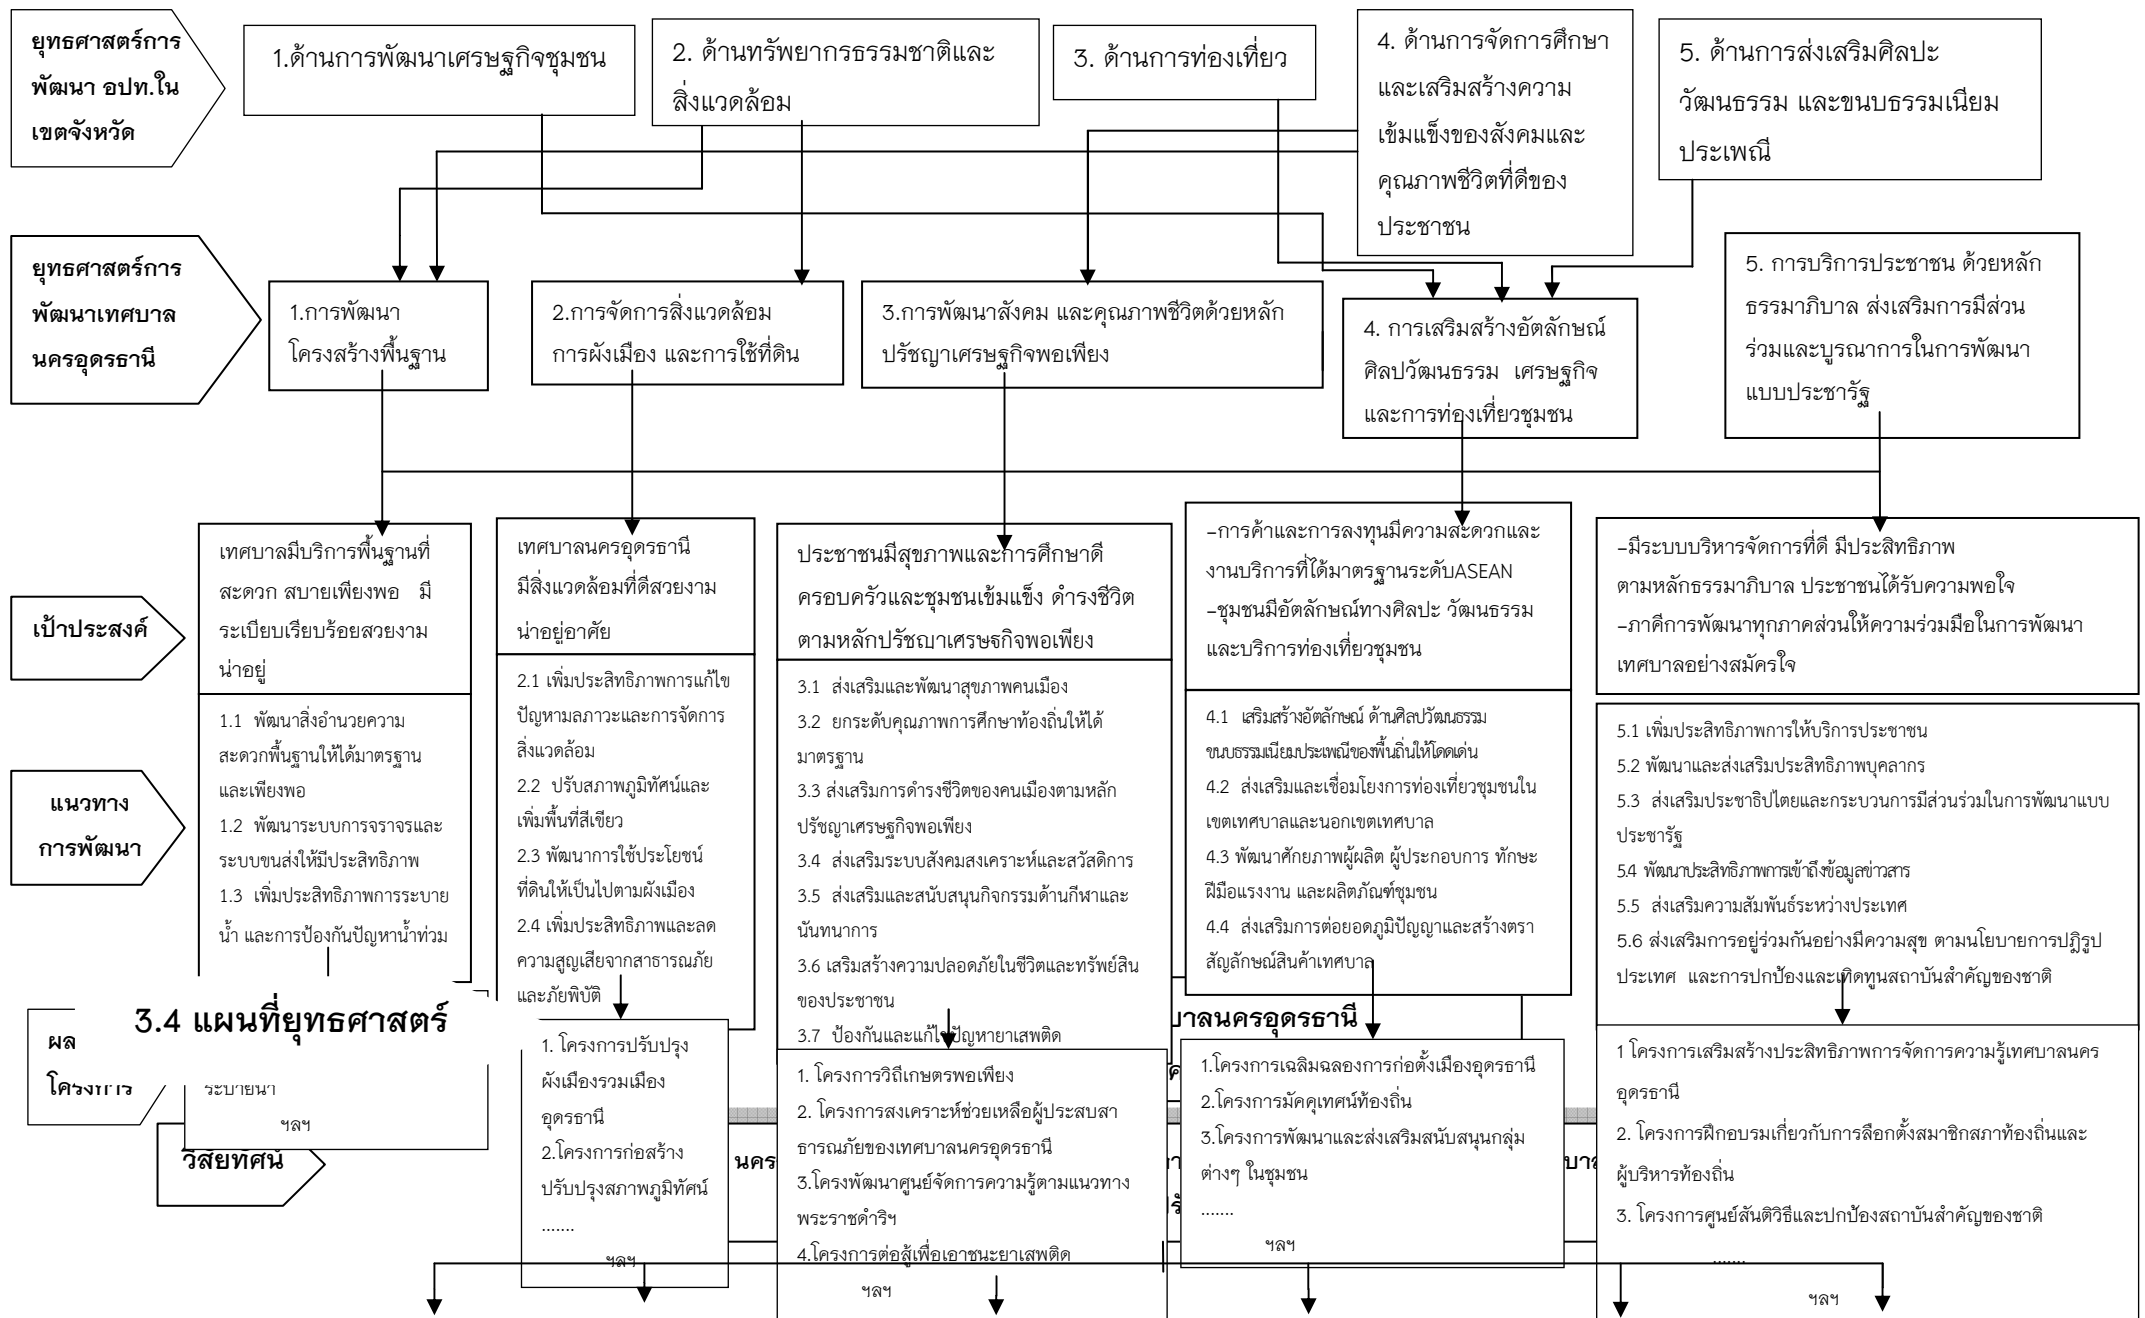 ยุทธศาสตร์การ
พัฒนา อปท.ใน
เขตจังหวัด
1.ด้านการพัฒนาเศรษฐกิจชุมชน
2. ด้านทรัพยากรธรรมชาติและ
สิ่งแวดล้อม
3. ด้านการท่องเที่ยว
4. ด้านการจัดการศึกษา
และเสริมสร้างความ
เข้มแข็งของสังคมและ
คุณภาพชีวิตที่ดีของ
ประชาชน
5. ด้านการส่งเสริมศิลปะ
วัฒนธรรม และขนบธรรมเนียม
ประเพณี
ยุทธศาสตร์การ
พัฒนาเทศบาล
นครอุดรธานี
1.การพัฒนา
โครงสร้างพื้นฐาน
2.การจัดการสิ่งแวดล้อม
การผังเมือง และการใช้ที่ดิน
3.การพัฒนาสังคม และคุณภาพชีวิตด้วยหลัก
ปรัชญาเศรษฐกิจพอเพียง
4. การเสริมสร้างอัตลักษณ์
ศิลปวัฒนธรรม เศรษฐกิจ
และการท่องเที่ยวชุมชน
5. การบริการประชาชน ด้วยหลัก
ธรรมาภิบาล ส่งเสริมการมีส่วน
ร่วมและบูรณาการในการพัฒนา
แบบประชารัฐ
เป้าประสงค์
เทศบาลมีบริการพื้นฐานที่
สะดวก สบายเพียงพอ มี
ระเบียบเรียบร้อยสวยงาม
น่าอยู่
เทศบาลนครอุดรธานี
มีสิ่งแวดล้อมที่ดีสวยงาม
น่าอยู่อาศัย
ประชาชนมีสุขภาพและการศึกษาดี
ครอบครัวและชุมชนเข้มแข็ง ดำรงชีวิต
ตามหลักปรัชญาเศรษฐกิจพอเพียง
-การค้าและการลงทุนมีความสะดวกและ
งานบริการที่ได้มาตรฐานระดับASEAN
-ชุมชนมีอัตลักษณ์ทางศิลปะ วัฒนธรรม
และบริการท่องเที่ยวชุมชน
-มีระบบบริหารจัดการที่ดี มีประสิทธิภาพ
ตามหลักธรรมาภิบาล ประชาชนได้รับความพอใจ
-ภาคีการพัฒนาทุกภาคส่วนให้ความร่วมมือในการพัฒนา
เทศบาลอย่างสมัครใจ
แนวทาง
การพัฒนา
1.1 พัฒนาสิ่งอำนวยความ
สะดวกพื้นฐานให้ได้มาตรฐาน
และเพียงพอ
1.2 พัฒนาระบบการจราจรและ
ระบบขนส่งให้มีประสิทธิภาพ
1.3 เพิ่มประสิทธิภาพการระบาย
น้ำ และการป้องกันปัญหาน้ำท่วม
2.1 เพิ่มประสิทธิภาพการแก้ไข
ปัญหามลภาวะและการจัดการ
สิ่งแวดล้อม
2.2 ปรับสภาพภูมิทัศน์และ
เพิ่มพื้นที่สีเขียว
2.3 พัฒนาการใช้ประโยชน์
ที่ดินให้เป็นไปตามผังเมือง
2.4 เพิ่มประสิทธิภาพและลด
ความสูญเสียจากสาธารณภัย
และภัยพิบัติ
3.1 ส่งเสริมและพัฒนาสุขภาพคนเมือง
3.2 ยกระดับคุณภาพการศึกษาท้องถิ่นให้ได้
มาตรฐาน
3.3 ส่งเสริมการดำรงชีวิตของคนเมืองตามหลัก
ปรัชญาเศรษฐกิจพอเพียง
3.4 ส่งเสริมระบบสังคมสงเคราะห์และสวัสดิการ
3.5 ส่งเสริมและสนับสนุนกิจกรรมด้านกีฬาและ
นันทนาการ
3.6 เสริมสร้างความปลอดภัยในชีวิตและทรัพย์สิน
ของประชาชน
3.7 ป้องกันและแก้ไขปัญหายาเสพติด
4.1 เสริมสร้างอัตลักษณ์ ด้านศิลปวัฒนธรรม
ขนบธรรมเนียมประเพณีของพื้นถิ่นให้โดดเด่น
4.2 ส่งเสริมและเชื่อมโยงการท่องเที่ยวชุมชนใน
เขตเทศบาลและนอกเขตเทศบาล
4.3 พัฒนาศักยภาพผู้ผลิต ผู้ประกอบการ ทักษะ
ฝีมือแรงงาน และผลิตภัณฑ์ชุมชน
4.4 ส่งเสริมการต่อยอดภูมิปัญญาและสร้างตรา
สัญลักษณ์สินค้าเทศบาล
5.1 เพิ่มประสิทธิภาพการให้บริการประชาชน
5.2 พัฒนาและส่งเสริมประสิทธิภาพบุคลากร
5.3 ส่งเสริมประชาธิปไตยและกระบวนการมีส่วนร่วมในการพัฒนาแบบ
ประชารัฐ
5.4 พัฒนาประสิทธิภาพการเข้าถึงข้อมูลข่าวสาร
5.5 ส่งเสริมความสัมพันธ์ระหว่างประเทศ
5.6 ส่งเสริมการอยู่ร่วมกันอย่างมีความสุข ตามนโยบายการปฏิรูป
ประเทศ และการปกป้องและเทิดทูนสถาบันสำคัญของชาติ
3.4 แผนที่ยุทธศาสตร์
บาลนครอุดรธานี
ผล
โครงการ
ระบายน้ำ
ฯลฯ
1. โครงการปรับปรุง
ผังเมืองรวมเมือง
อุดรธานี
2.โครงการก่อสร้าง
ปรับปรุงสภาพภูมิทัศน์
.......
ฯลฯ
1. โครงการวิถีเกษตรพอเพียง
2. โครงการสงเคราะห์ช่วยเหลือผู้ประสบสา
ธารณภัยของเทศบาลนครอุดรธานี
3.โครงพัฒนาศูนย์จัดการความรู้ตามแนวทาง
พระราชดำริฯ
4.โครงการต่อสู้เพื่อเอาชนะยาเสพติด
ฯลฯ
1.โครงการเฉลิมฉลองการก่อตั้งเมืองอุดรธานี
2.โครงการมัคคุเทศน์ท้องถิ่น
3.โครงการพัฒนาและส่งเสริมสนับสนุนกลุ่ม
ต่างๆ ในชุมชน
.......
ฯลฯ
1 โครงการเสริมสร้างประสิทธิภาพการจัดการความรู้เทศบาลนคร
อุดรธานี
2. โครงการฝึกอบรมเกี่ยวกับการลือกตั้งสมาชิกสภาท้องถิ่นและ
ผู้บริหารท้องถิ่น
3. โครงการศูนย์สันติวิธีและปกป้องสถาบันสำคัญของชาติ
.......
ฯลฯ
วิสัยทัศน์
นคร